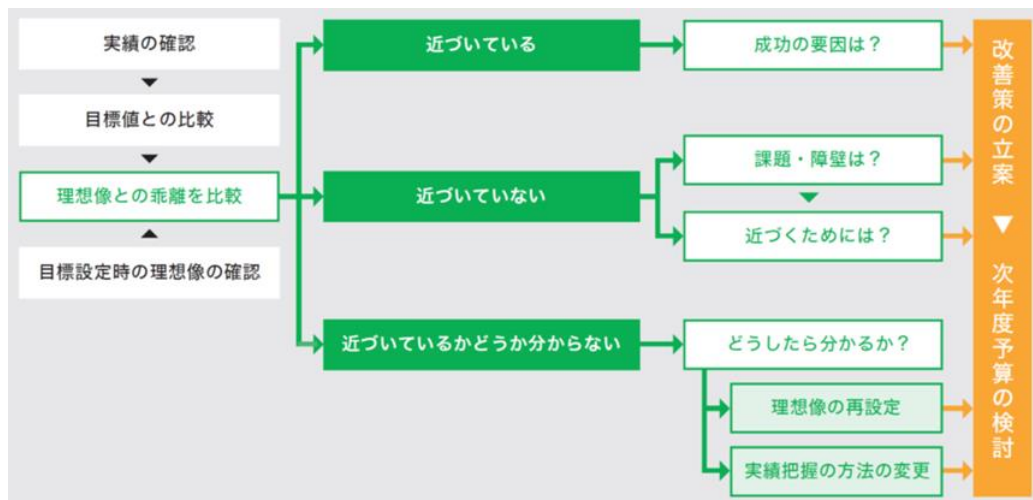 実績の確認
目標値との比較
理想像との乖離を比較
目標設定時の理想像の確認
近づいている
成功の要因は？
近づいていない
課題・障壁は？
近づくためには？
近づいているかどうか分からない
どうしたら分かるか？
理想像の再設定
実績把握の方法の変更
改善策の立案 ▼ 次年度予算の検討